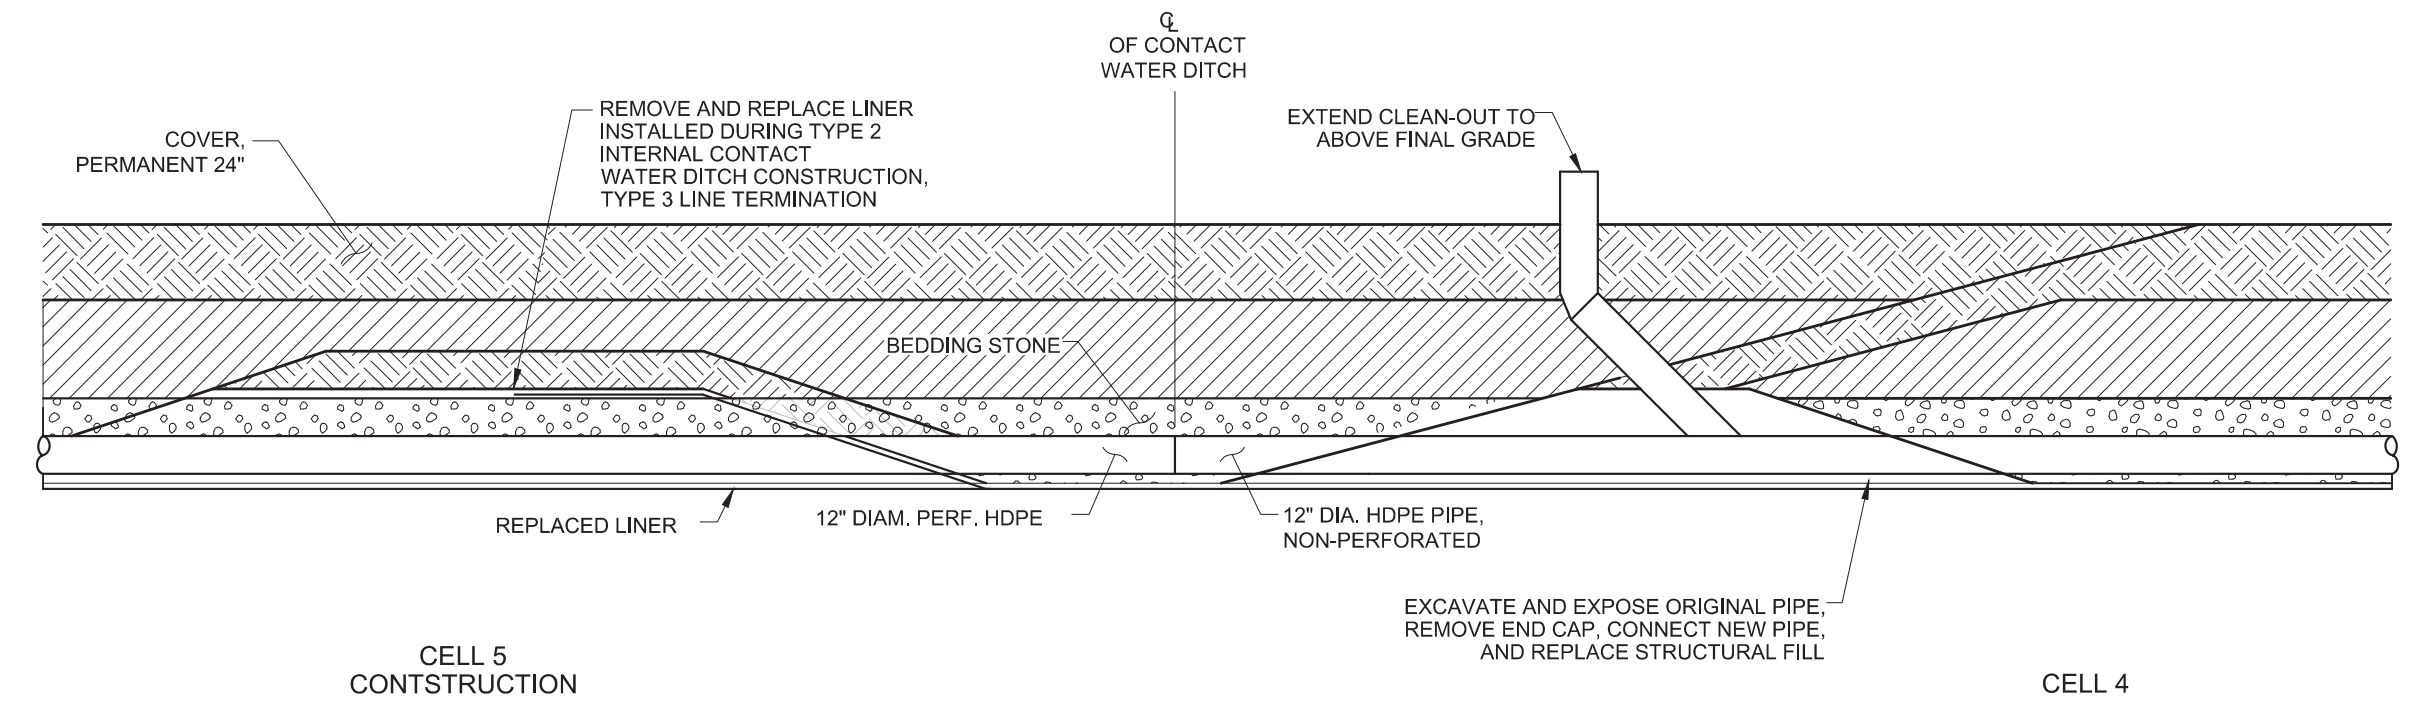 ℄
OF CONTACT
WATER DITCH
REMOVE AND REPLACE LINER
INSTALLED DURING TYPE 2
INTERNAL CONTACT
WATER DITCH CONSTRUCTION,
TYPE 3 LINE TERMINATION
COVER,
PERMANENT 24"
EXTEND CLEAN-OUT TO
ABOVE FINAL GRADE
BEDDING STONE
REPLACED LINER
12" DIAM. PERF. HDPE
12" DIA. HDPE PIPE,
NON-PERFORATED
EXCAVATE AND EXPOSE ORIGINAL PIPE,
REMOVE END CAP, CONNECT NEW PIPE,
AND REPLACE STRUCTURAL FILL
CELL 5
CONTSTRUCTION
CELL 4